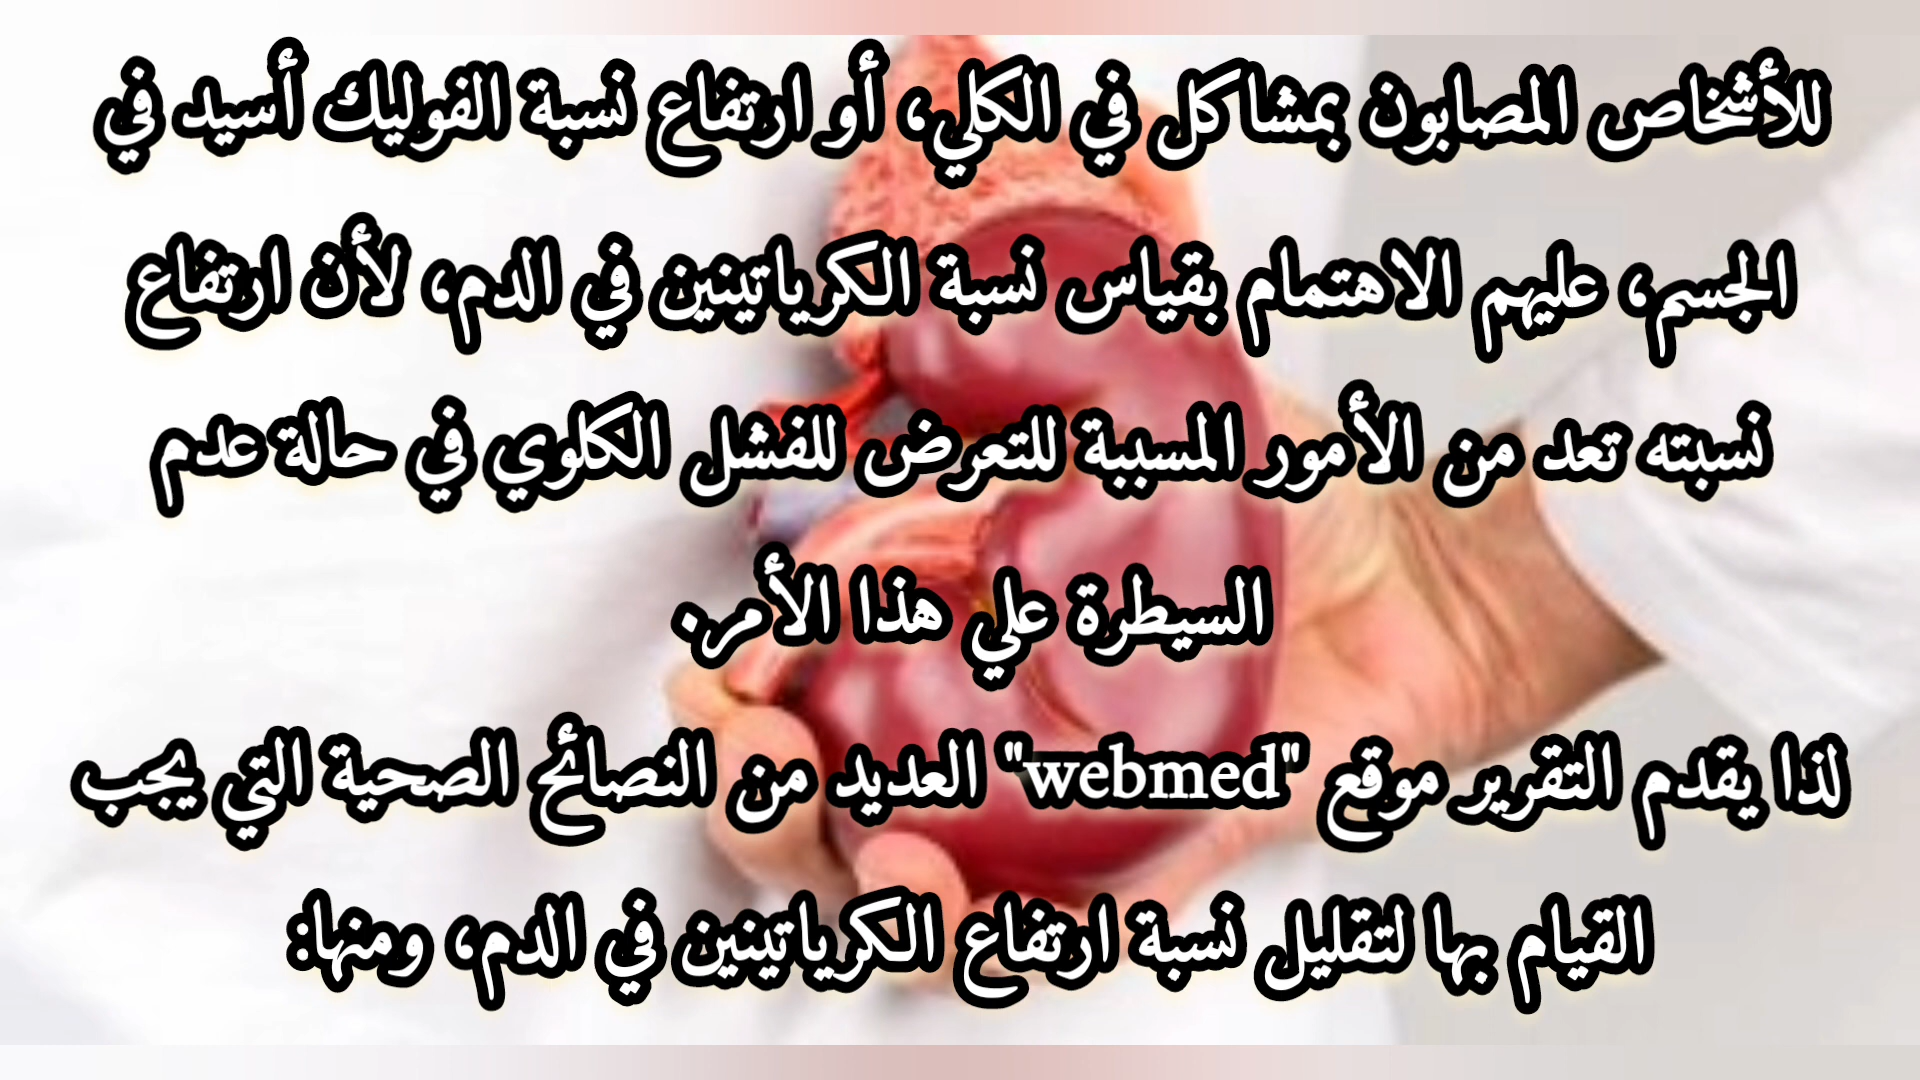 للأشخاص المصابون بمشاكل في الكلي، أو ارتفاع نسبة الفوليك أسيد في
الجسم، عليهم الاهتمام بقياس نسبة الكرياتينين في الدم، لأن ارتفاع
نسبته تعد من الأمور المسببة للتعرض للفشل الكلوي في حالة عدم
السيطرة علي هذا الأمر.
لذا يقدم التقرير موقع "webmed" العديد من النصائح الصحية التي يجب
القيام بها لتقليل نسبة ارتفاع الكرياتينين في الدم، ومنها: